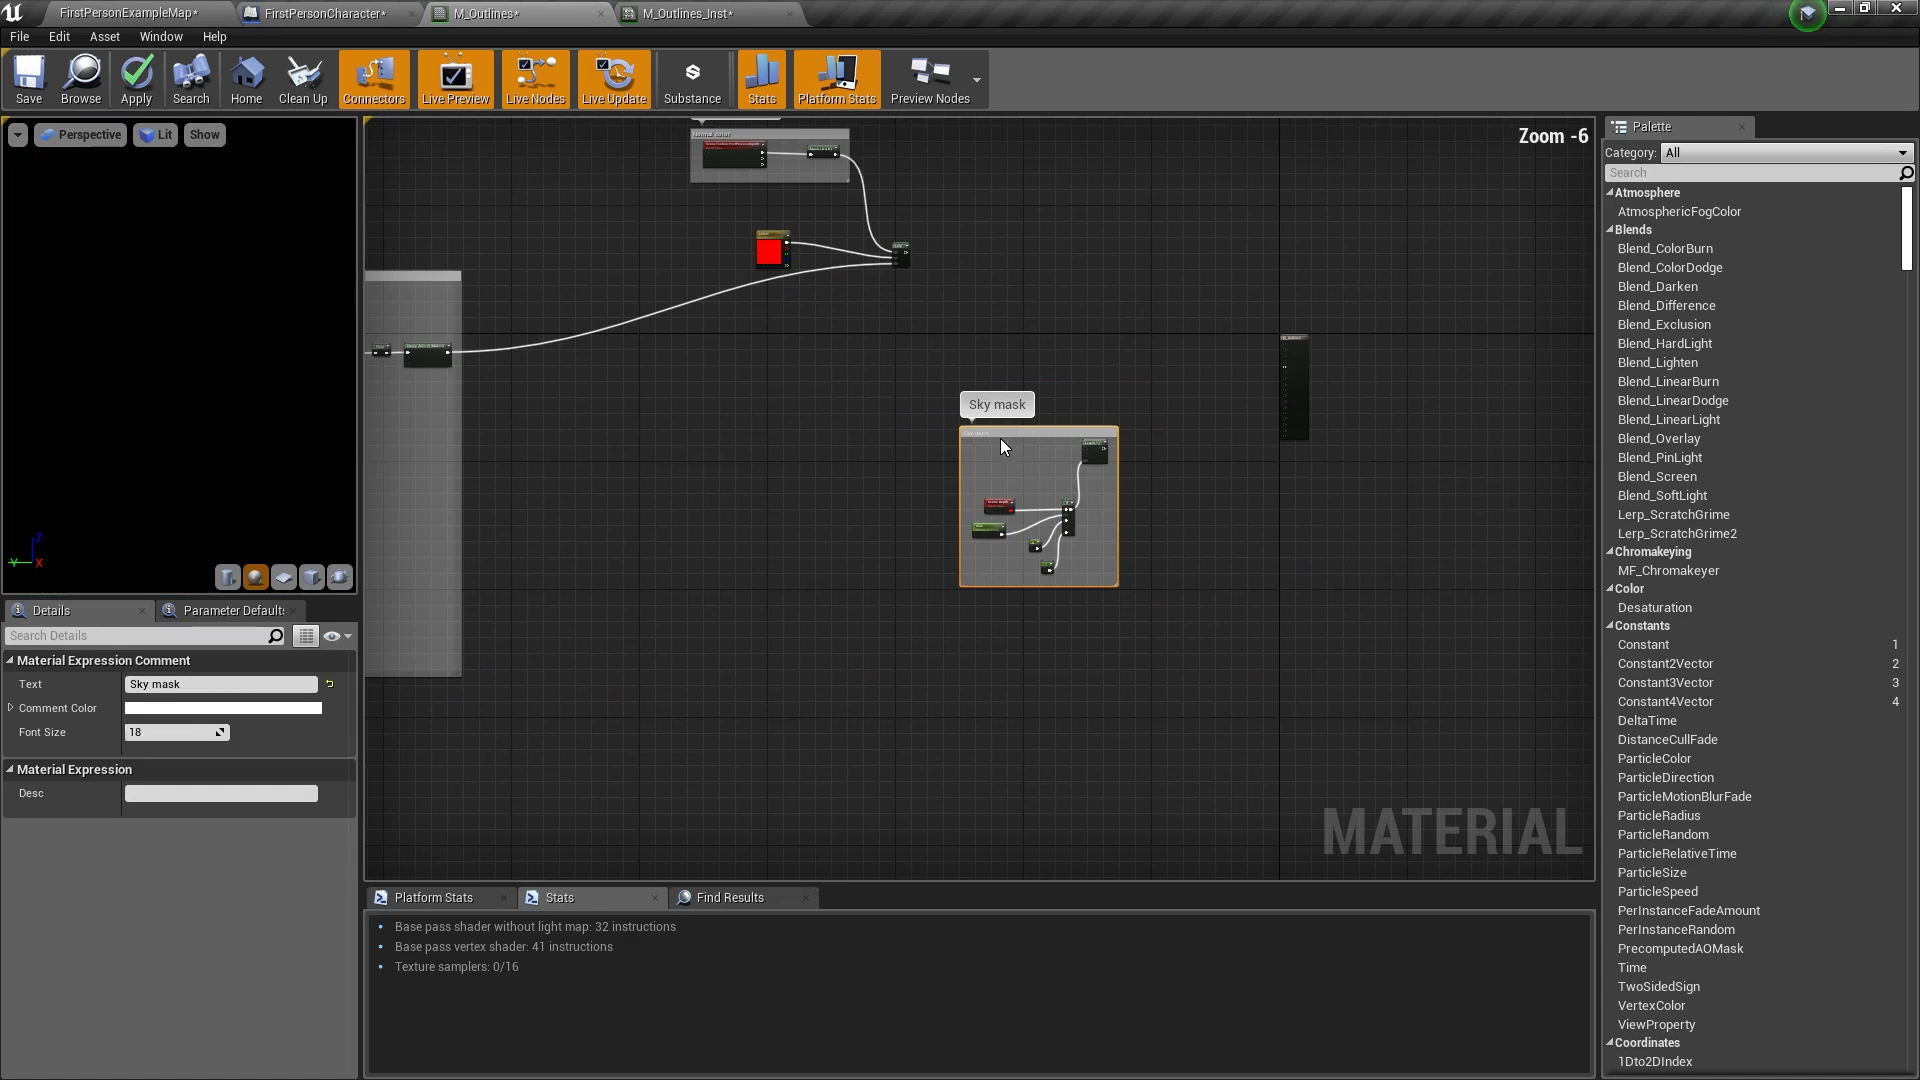 FirstPersonExampleMap*
FirstPersonCharacter*
M_Outlines*
M_Outlines_Inst*
File
Edit
Asset
Window
Help
Save
Browse
Apply
Search
Home
Clean Up
Connectors
Live Preview
Live Nodes
Live Update
Substance
Stats
Platform Stats
Preview Nodes
Perspective
Lit
Show
Z
Y
X
Zoom -6
Normal color
Sky mask
MATERIAL
Details
Parameter Defaults
Search Details
Material Expression Comment
Text
Sky mask
Comment Color
Font Size
18
Material Expression
Desc
Platform Stats
Stats
Find Results
Base pass shader without light map: 32 instructions
Base pass vertex shader: 41 instructions
Texture samplers: 0/16
Palette
Category:
All
Search
Atmosphere
AtmosphericFogColor
Blends
Blend_ColorBurn
Blend_ColorDodge
Blend_Darken
Blend_Difference
Blend_Exclusion
Blend_HardLight
Blend_Lighten
Blend_LinearBurn
Blend_LinearDodge
Blend_LinearLight
Blend_Overlay
Blend_PinLight
Blend_Screen
Blend_SoftLight
Lerp_ScratchGrime
Lerp_ScratchGrime2
Chromakeying
MF_Chromakeyer
Color
Desaturation
Constants
Constant 1
Constant2Vector 2
Constant3Vector 3
Constant4Vector 4
DeltaTime
DistanceCullFade
ParticleColor
ParticleDirection
ParticleMotionBlurFade
ParticleRadius
ParticleRandom
ParticleRelativeTime
ParticleSize
ParticleSpeed
PerInstanceFadeAmount
PerInstanceRandom
PrecomputedAOMask
Time
TwoSidedSign
VertexColor
ViewProperty
Coordinates
1Dto2DIndex